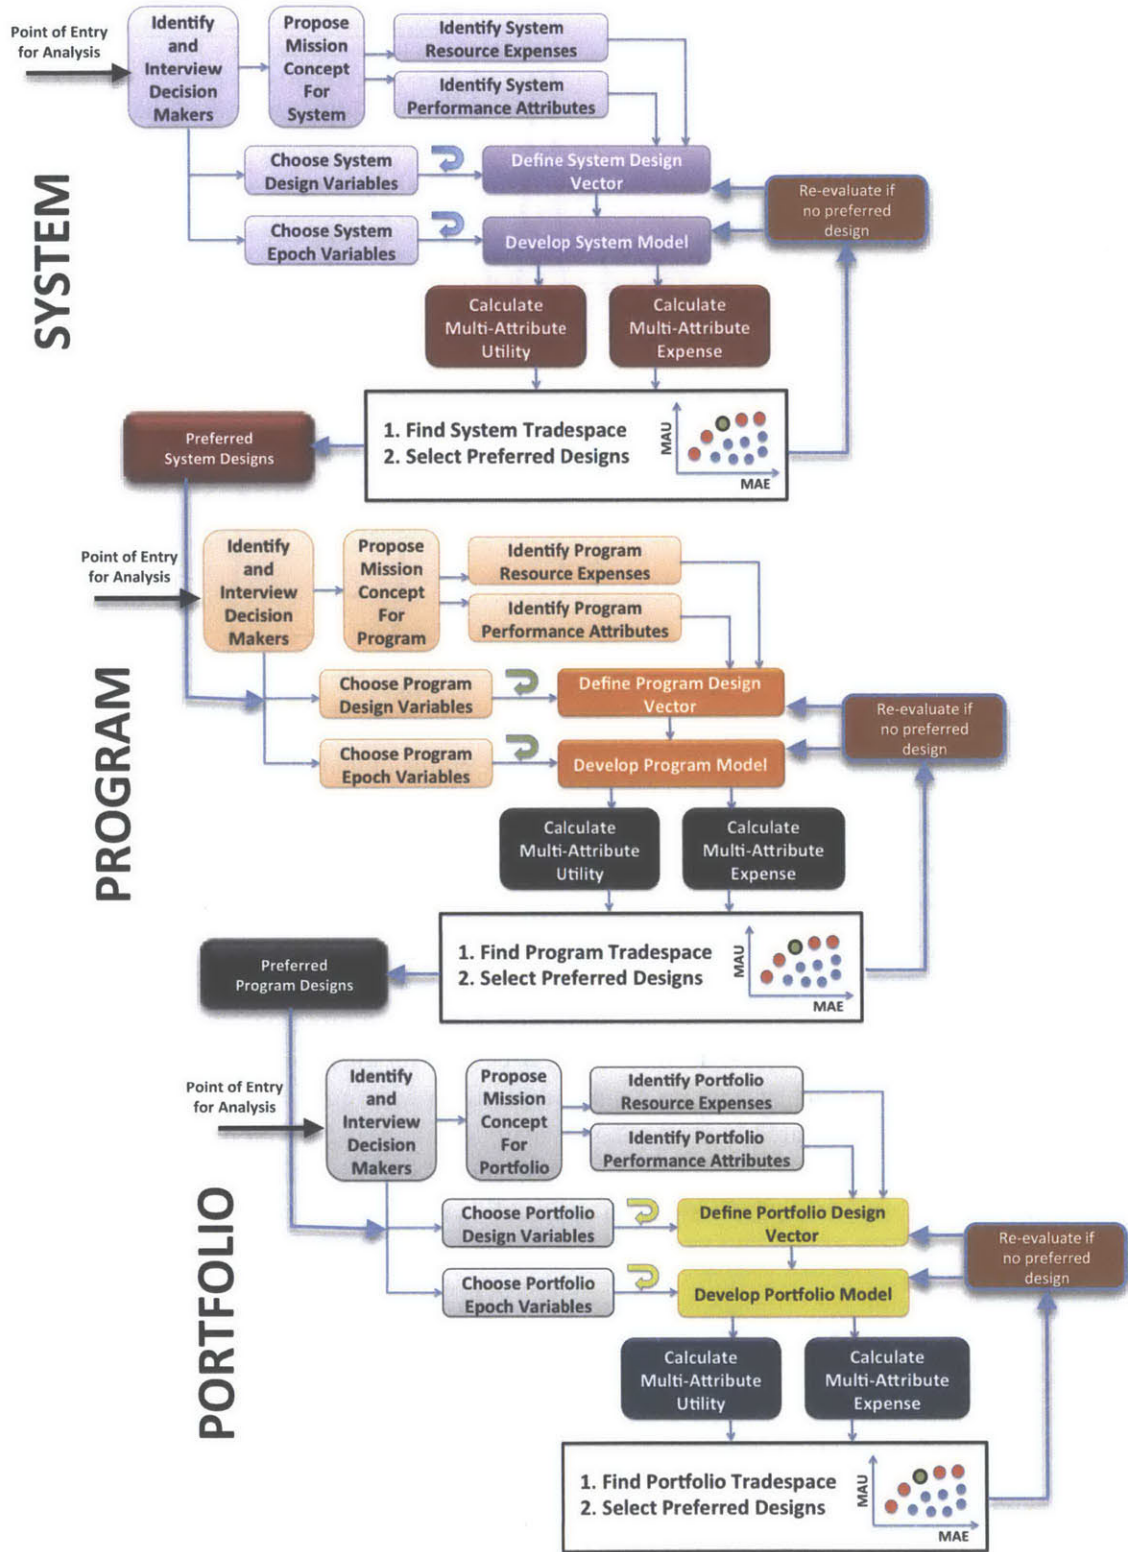 Point of Entry
for Analysis
Identify
and
Interview
Decision
Makers
Propose
Mission
Concept
For
System
Identify System
Resource Expenses
Identify System
Performance Attributes
SYSTEM
Choose System
Design Variables
Define System Design
Vector
Re-evaluate if
no preferred
design
Choose System
Epoch Variables
Develop System Model
Calculate
Multi-Attribute
Utility
Calculate
Multi-Attribute
Expense
Preferred
System Designs
1. Find System Tradespace
2. Select Preferred Designs
MAU
MAE
Point of Entry
for Analysis
Identify
and
Interview
Decision
Makers
Propose
Mission
Concept
For
Program
Identify Program
Resource Expenses
Identify Program
Performance Attributes
PROGRAM
Choose Program
Design Variables
Define Program Design
Vector
Re-evaluate if
no preferred
design
Choose Program
Epoch Variables
Develop Program Model
Calculate
Multi-Attribute
Utility
Calculate
Multi-Attribute
Expense
Preferred
Program Designs
1. Find Program Tradespace
2. Select Preferred Designs
MAU
MAE
Point of Entry
for Analysis
Identify
and
Interview
Decision
Makers
Propose
Mission
Concept
For
Portfolio
Identify Portfolio
Resource Expenses
Identify Portfolio
Performance Attributes
PORTFOLIO
Choose Portfolio
Design Variables
Define Portfolio Design
Vector
Re-evaluate if
no preferred
design
Choose Portfolio
Epoch Variables
Develop Portfolio Model
Calculate
Multi-Attribute
Utility
Calculate
Multi-Attribute
Expense
1. Find Portfolio Tradespace
2. Select Preferred Designs
MAU
MAE